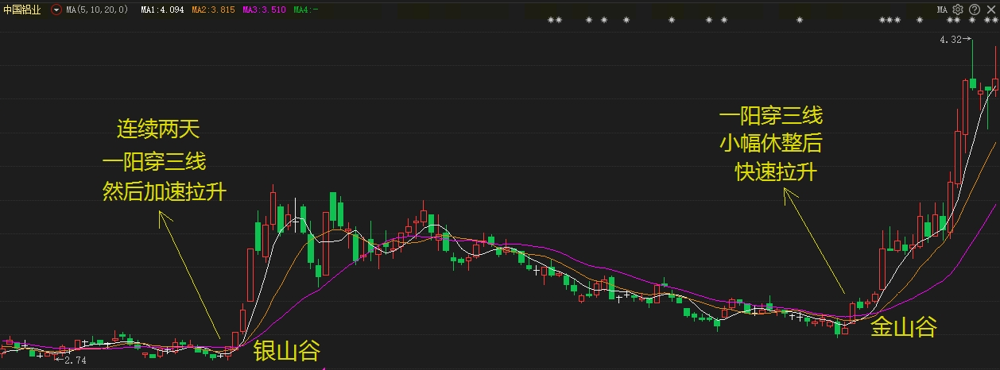 中国铝业 MA(5,10,20,0) MA1:4.094 MA2:3.815 MA3:3.510 MA4:— MA
4.32
连续两天
一阳穿三线
然后加速拉升
一阳穿三线
小幅休整后
快速拉升
银山谷
金山谷
2.74